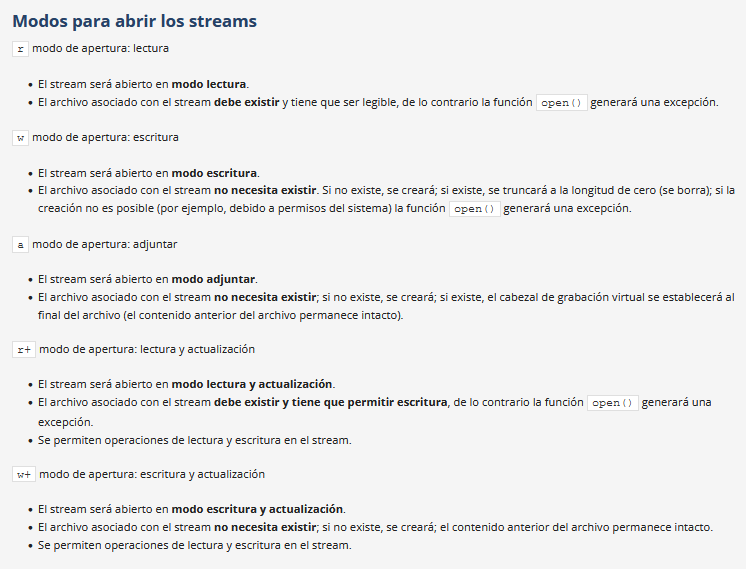 Modos para abrir los streams
r modo de apertura: lectura
• El stream será abierto en modo lectura.
• El archivo asociado con el stream debe existir y tiene que ser legible, de lo contrario la función open() generará una excepción.
w modo de apertura: escritura
• El stream será abierto en modo escritura.
• El archivo asociado con el stream no necesita existir. Si no existe, se creará; si existe, se truncará a la longitud de cero (se borra); si la
creación no es posible (por ejemplo, debido a permisos del sistema) la función open() generará una excepción.
a modo de apertura: adjuntar
• El stream será abierto en modo adjuntar.
• El archivo asociado con el stream no necesita existir; si no existe, se creará; si existe, el cabezal de grabación virtual se establecerá al
final del archivo (el contenido anterior del archivo permanece intacto).
r+ modo de apertura: lectura y actualización
• El stream será abierto en modo lectura y actualización.
• El archivo asociado con el stream debe existir y tiene que permitir escritura, de lo contrario la función open() generará una
excepción.
• Se permiten operaciones de lectura y escritura en el stream.
w+ modo de apertura: escritura y actualización
• El stream será abierto en modo escritura y actualización.
• El archivo asociado con el stream no necesita existir; si no existe, se creará; el contenido anterior del archivo permanece intacto.
• Se permiten operaciones de lectura y escritura en el stream.